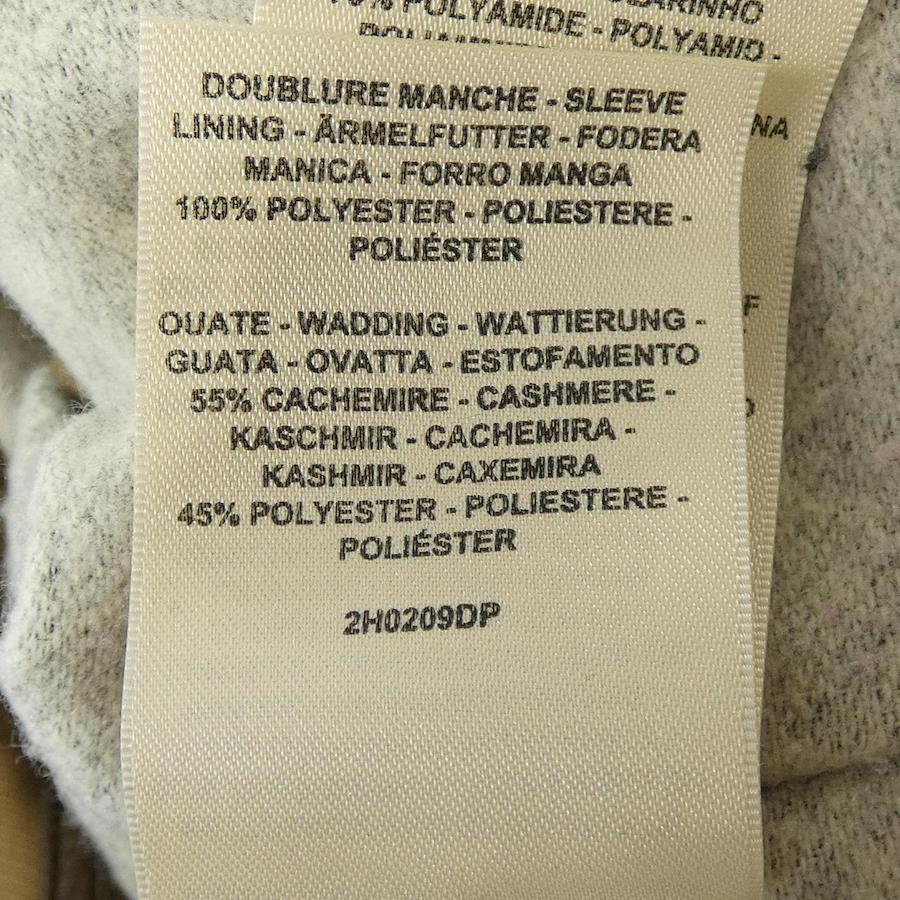 POLYAMIDE - POLYAMID -
DOUBLURE MANCHE - SLEEVE
LINING - ÄRMELFUTTER - FODERA
MANICA - FORRO MANGA
100% POLYESTER - POLIESTERE -
POLIÉSTER
OUATE - WADDING - WATTIERUNG -
GUATA - OVATTA - ESTOFAMENTO
55% CACHEMIRE - CASHMERE -
KASCHMIR - CACHEMIRA -
KASHMIR - CAXEMIRA
45% POLYESTER - POLIESTERE -
POLIÉSTER
2H0209DP